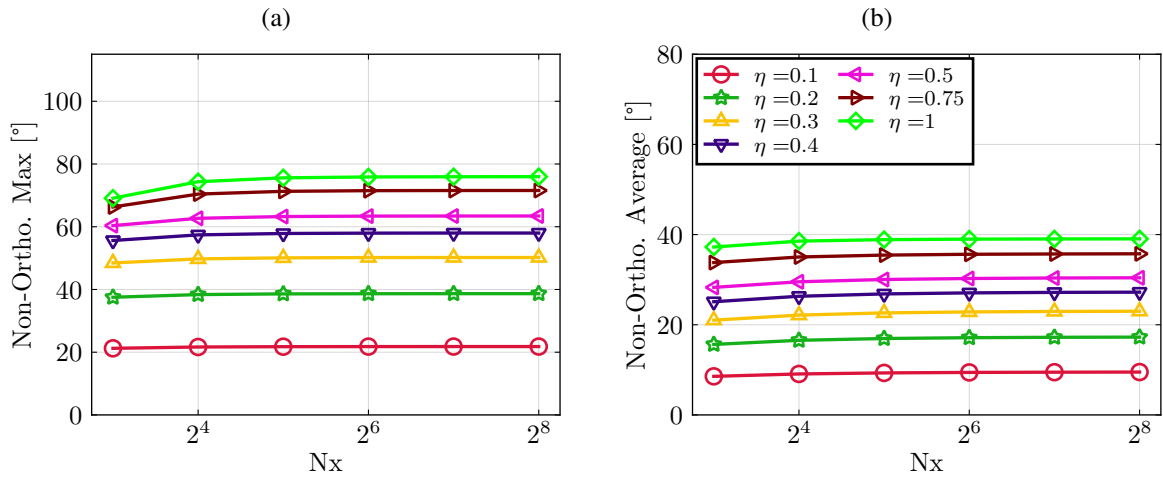 (a)
Non-Ortho. Max [°]
100
80
60
40
20
0
2^4
2^6
2^8
Nx
(b)
Non-Ortho. Average [°]
80
60
40
20
0
η =0.1
η =0.2
η =0.3
η =0.4
η =0.5
η =0.75
η =1
2^4
2^6
2^8
Nx